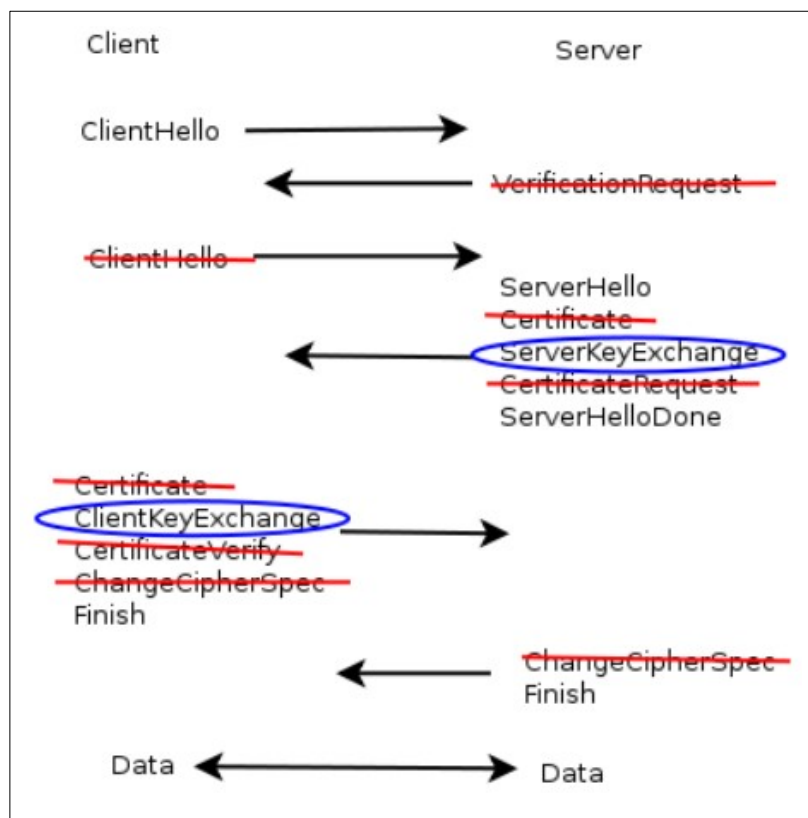 Client
Server
ClientHello
VerificationRequest
ClientHello
ServerHello
Certificate
ServerKeyExchange
CertificateRequest
ServerHelloDone
Certificate
ClientKeyExchange
CertificateVerify
ChangeCipherSpec
Finish
ChangeCipherSpec
Finish
Data
Data